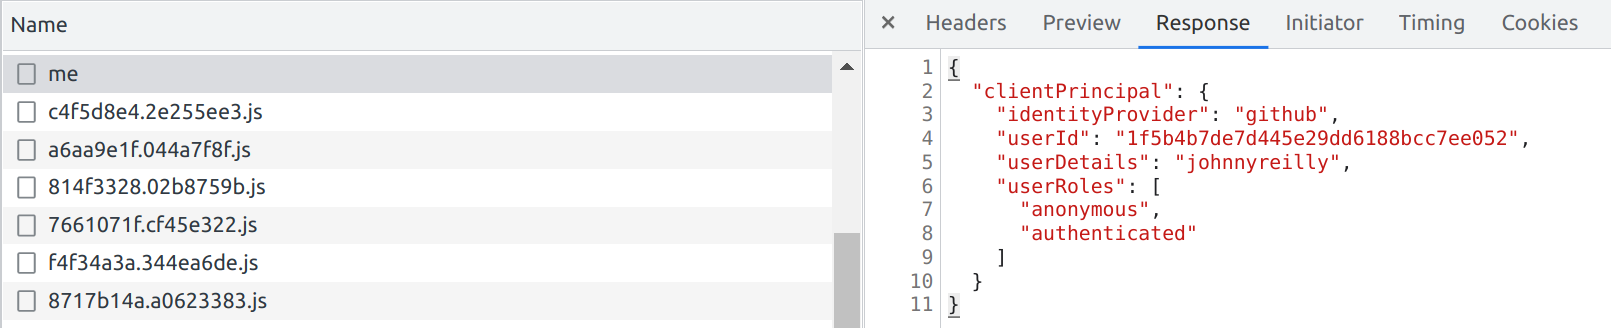 Name
me
c4f5d8e4.2e255ee3.js
a6aa9e1f.044a7f8f.js
814f3328.02b8759b.js
7661071f.cf45e322.js
f4f34a3a.344ea6de.js
8717b14a.a0623383.js
× Headers Preview Response Initiator Timing Cookies
1 {
2 "clientPrincipal": {
3 "identityProvider": "github",
4 "userId": "1f5b4b7de7d445e29dd6188bcc7ee052",
5 "userDetails": "johnnyreilly",
6 "userRoles": [
7 "anonymous",
8 "authenticated"
9 ]
10 }
11 }